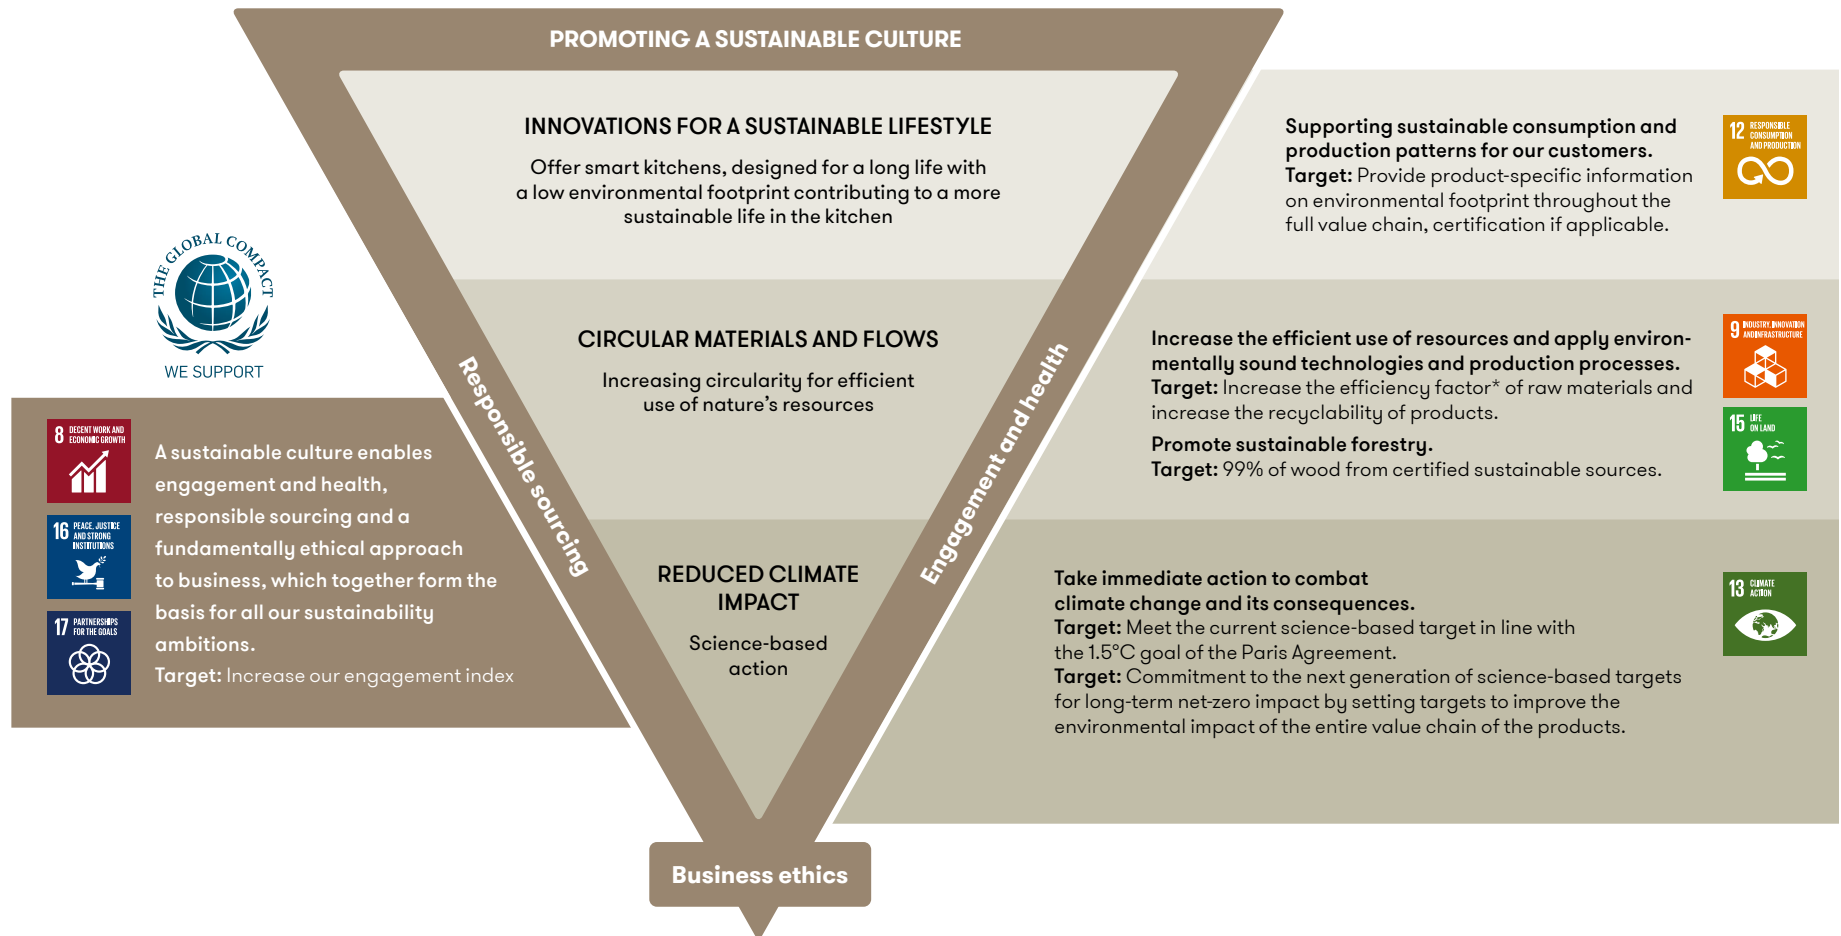 PROMOTING A SUSTAINABLE CULTURE
INNOVATIONS FOR A SUSTAINABLE LIFESTYLE
Offer smart kitchens, designed for a long life with
a low environmental footprint contributing to a more
sustainable life in the kitchen
Supporting sustainable consumption and
production patterns for our customers.
Target: Provide product-specific information
on environmental footprint throughout the
full value chain, certification if applicable.
12 RESPONSIBLE
CONSUMPTION
AND PRODUCTION
THE GLOBAL COMPACT
WE SUPPORT
CIRCULAR MATERIALS AND FLOWS
Increasing circularity for efficient
use of nature's resources
Responsible sourcing
Engagement and health
Increase the efficient use of resources and apply environ-
mentally sound technologies and production processes.
Target: Increase the efficiency factor* of raw materials and
increase the recyclability of products.
Promote sustainable forestry.
Target: 99% of wood from certified sustainable sources.
9 INDUSTRY, INNOVATION
AND INFRASTRUCTURE
15 LIFE
ON LAND
8 DECENT WORK AND
ECONOMIC GROWTH
16 PEACE, JUSTICE
AND STRONG
INSTITUTIONS
17 PARTNERSHIPS
FOR THE GOALS
A sustainable culture enables
engagement and health,
responsible sourcing and a
fundamentally ethical approach
to business, which together form the
basis for all our sustainability
ambitions.
Target: Increase our engagement index
REDUCED CLIMATE
IMPACT
Science-based
action
Take immediate action to combat
climate change and its consequences.
Target: Meet the current science-based target in line with
the 1.5°C goal of the Paris Agreement.
Target: Commitment to the next generation of science-based targets
for long-term net-zero impact by setting targets to improve the
environmental impact of the entire value chain of the products.
13 CLIMATE
ACTION
Business ethics